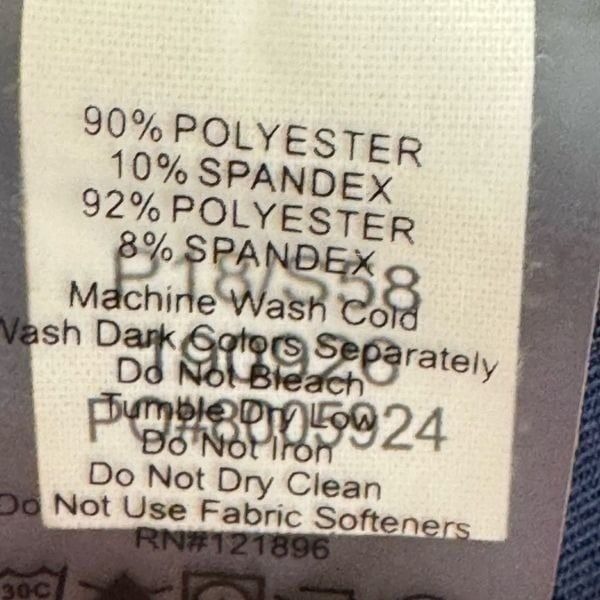 90% POLYESTER
10% SPANDEX
92% POLYESTER
8% SPANDEX
P18/S58
Machine Wash Cold
Wash Dark Colors Separately
190926
Do Not Bleach
Tumble Dry Low
PO#8005924
Do Not Iron
Do Not Dry Clean
Do Not Use Fabric Softeners
RN#121896
30C